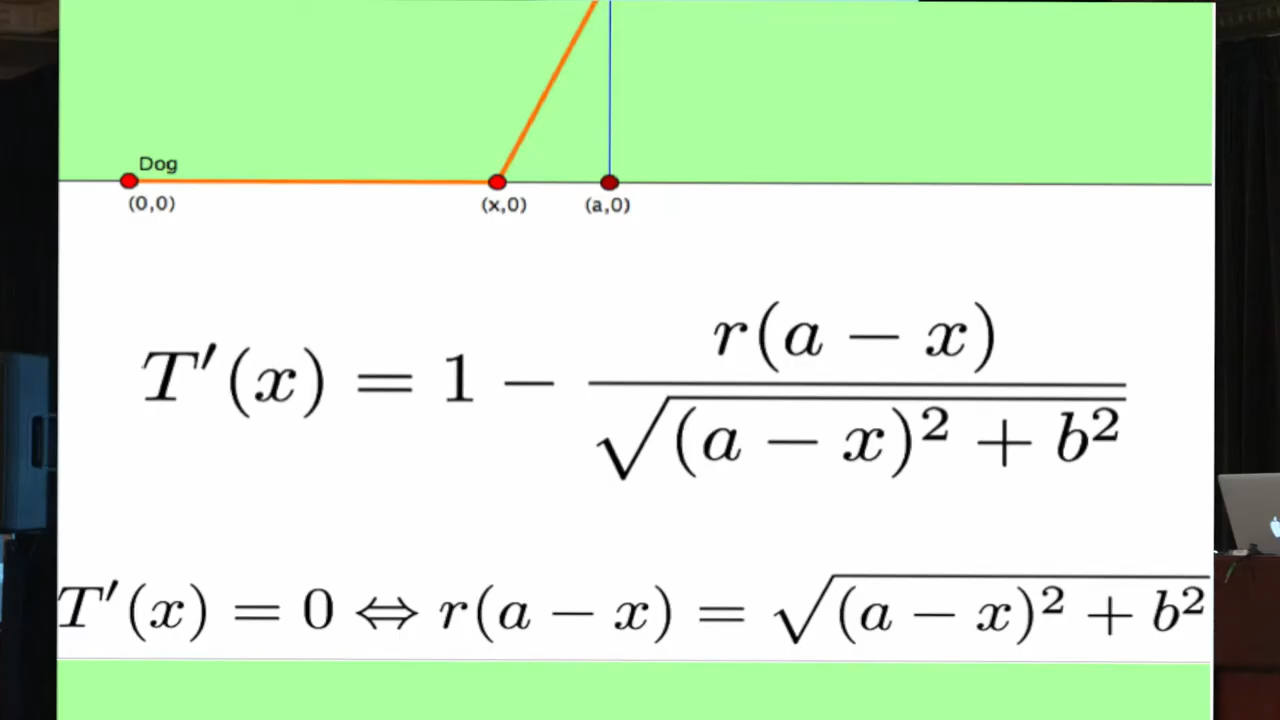 Dog
(0,0) (x,0) (a,0)
T′(x) = 1 − r(a − x) / √((a − x)² + b²)
T′(x) = 0 ⇔ r(a − x) = √((a − x)² + b²)